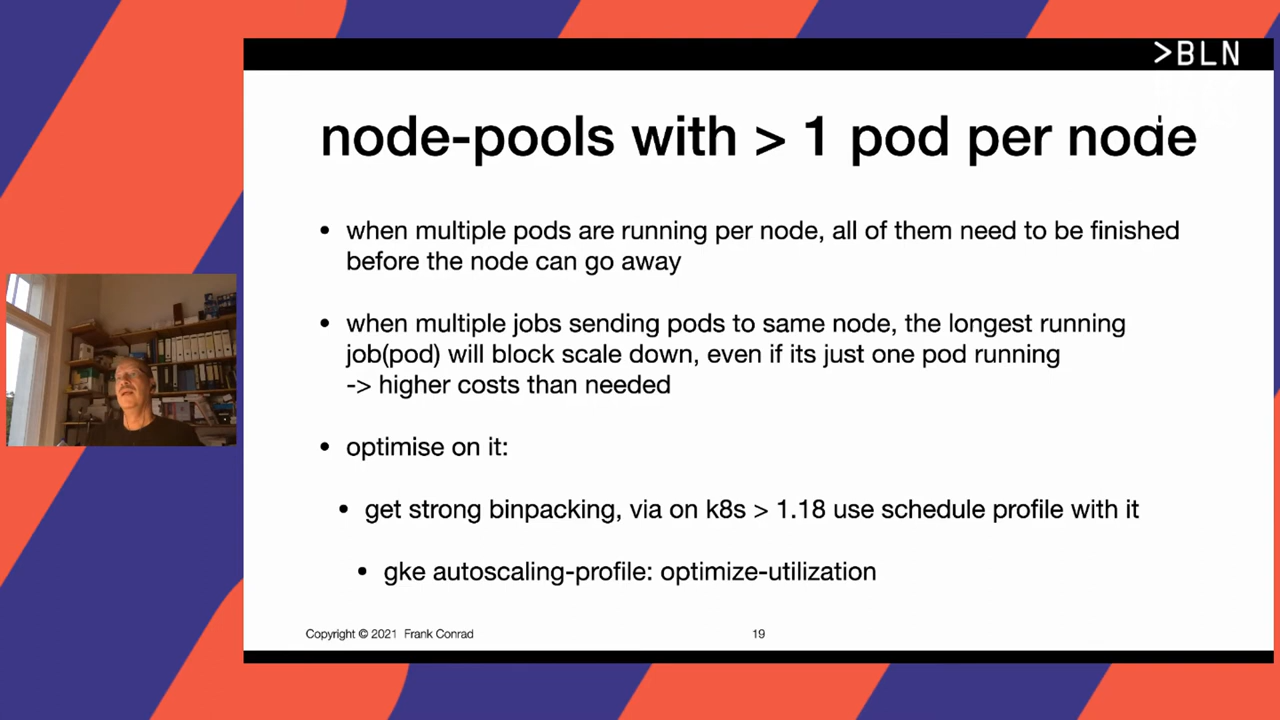 >BLN
node-pools with > 1 pod per node
• when multiple pods are running per node, all of them need to be finished
before the node can go away
• when multiple jobs sending pods to same node, the longest running
job(pod) will block scale down, even if its just one pod running
-> higher costs than needed
• optimise on it:
• get strong binpacking, via on k8s > 1.18 use schedule profile with it
• gke autoscaling-profile: optimize-utilization
Copyright © 2021 Frank Conrad
19